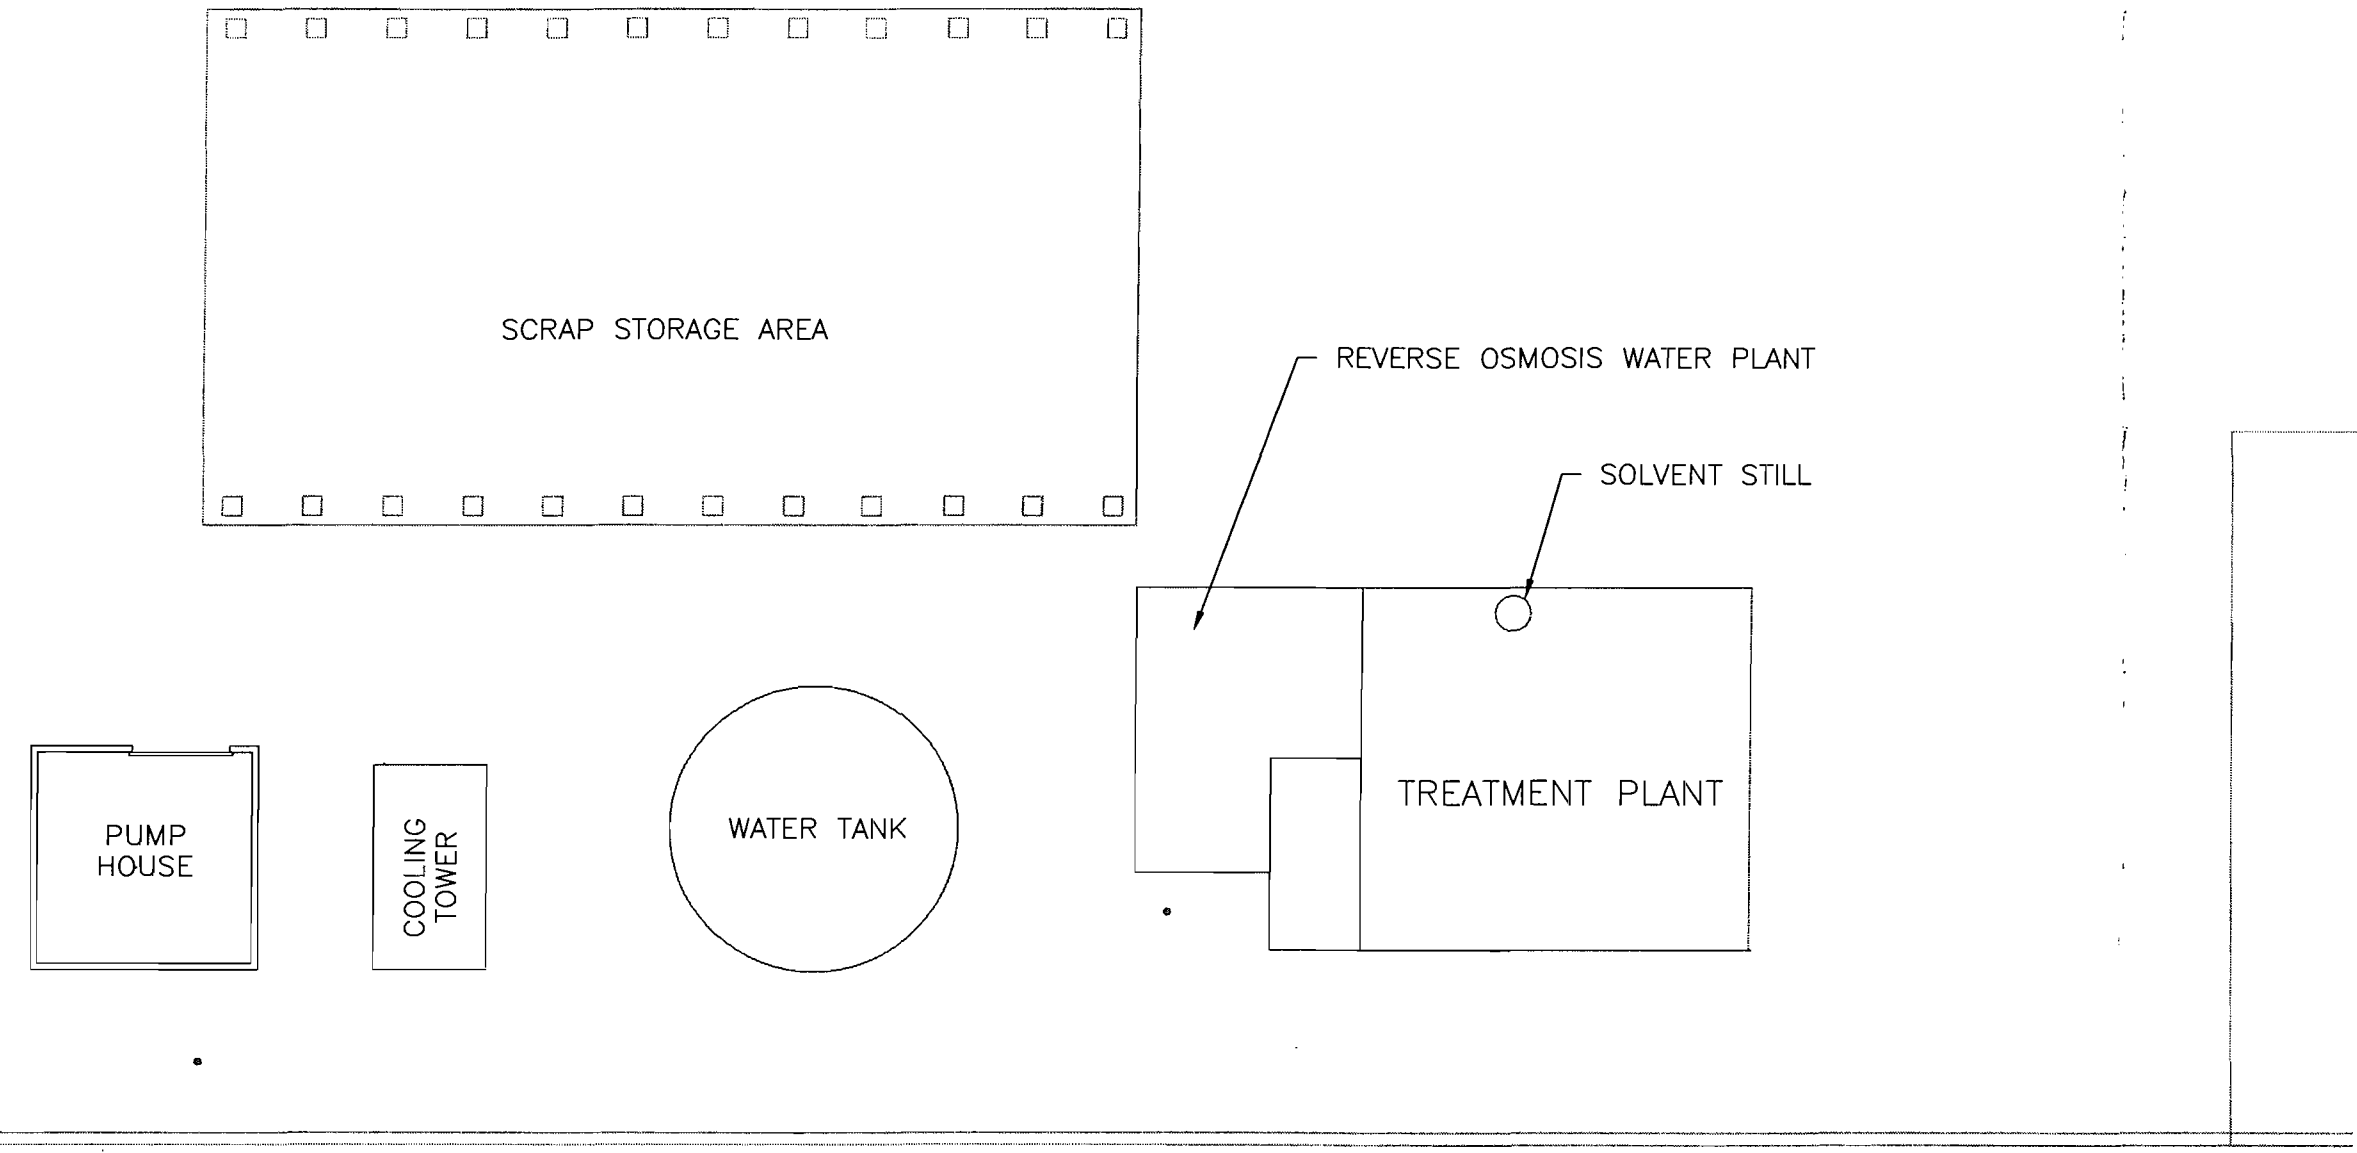 SCRAP STORAGE AREA
REVERSE OSMOSIS WATER PLANT
SOLVENT STILL
TREATMENT PLANT
WATER TANK
PUMP
HOUSE
COOLING
TOWER